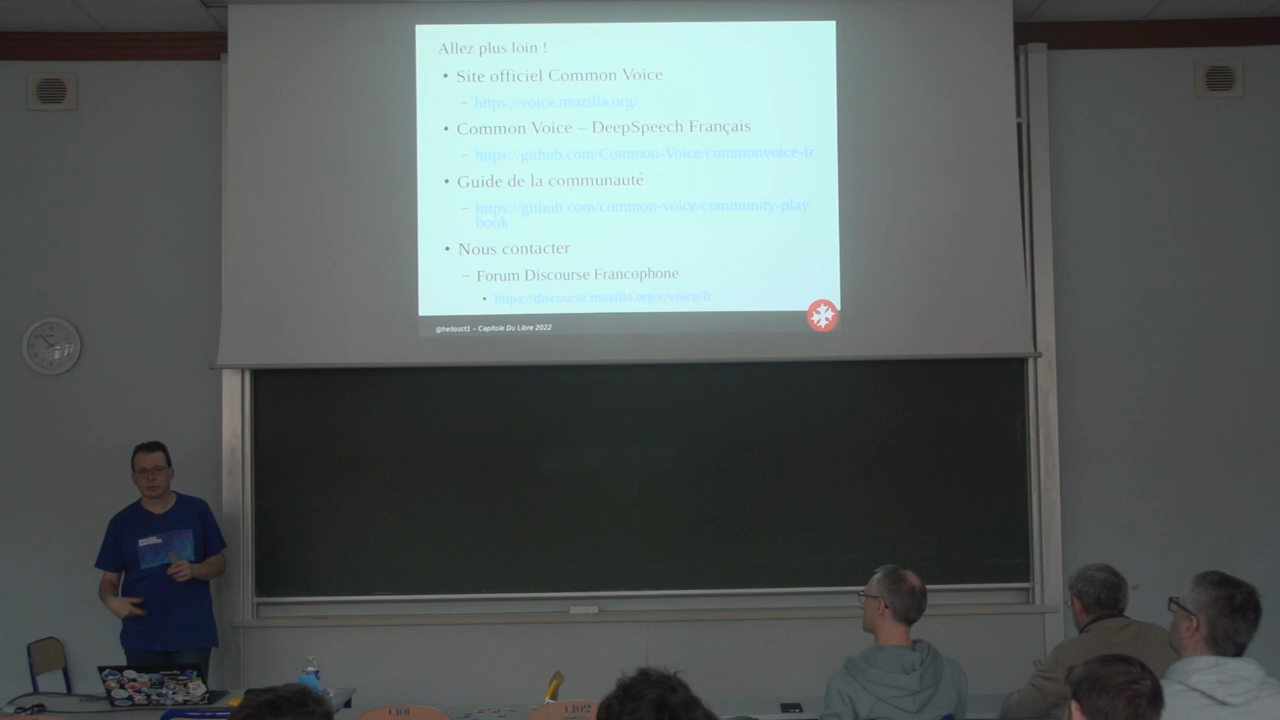 Allez plus loin !
• Site officiel Common Voice
– https://voice.mozilla.org/
• Common Voice – DeepSpeech Français
– https://github.com/Common-Voice/commonvoice-fr
• Guide de la communauté
– https://github.com/common-voice/community-play
book
• Nous contacter
– Forum Discourse Francophone
• https://discourse.mozilla.org/c/voice/fr
@hellosct1 – Capitole Du Libre 2022
C101
C102